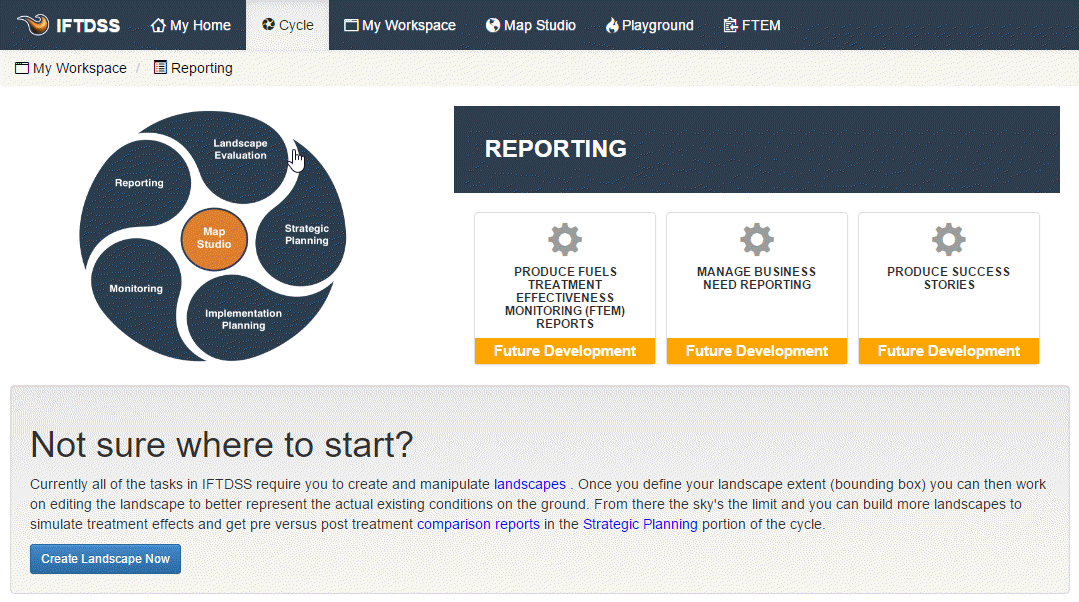 IFTDSS My Home Cycle My Workspace Map Studio Playground FTEM
My Workspace / Reporting
Landscape
Evaluation
Reporting
Strategic
Planning
Map
Studio
Monitoring
Implementation
Planning
REPORTING
PRODUCE FUELS
TREATMENT
EFFECTIVENESS
MONITORING (FTEM)
REPORTS
Future Development
MANAGE BUSINESS
NEED REPORTING
Future Development
PRODUCE SUCCESS
STORIES
Future Development
Not sure where to start?
Currently all of the tasks in IFTDSS require you to create and manipulate landscapes . Once you define your landscape extent (bounding box) you can then work
on editing the landscape to better represent the actual existing conditions on the ground. From there the sky's the limit and you can build more landscapes to
simulate treatment effects and get pre versus post treatment comparison reports in the Strategic Planning portion of the cycle.
Create Landscape Now